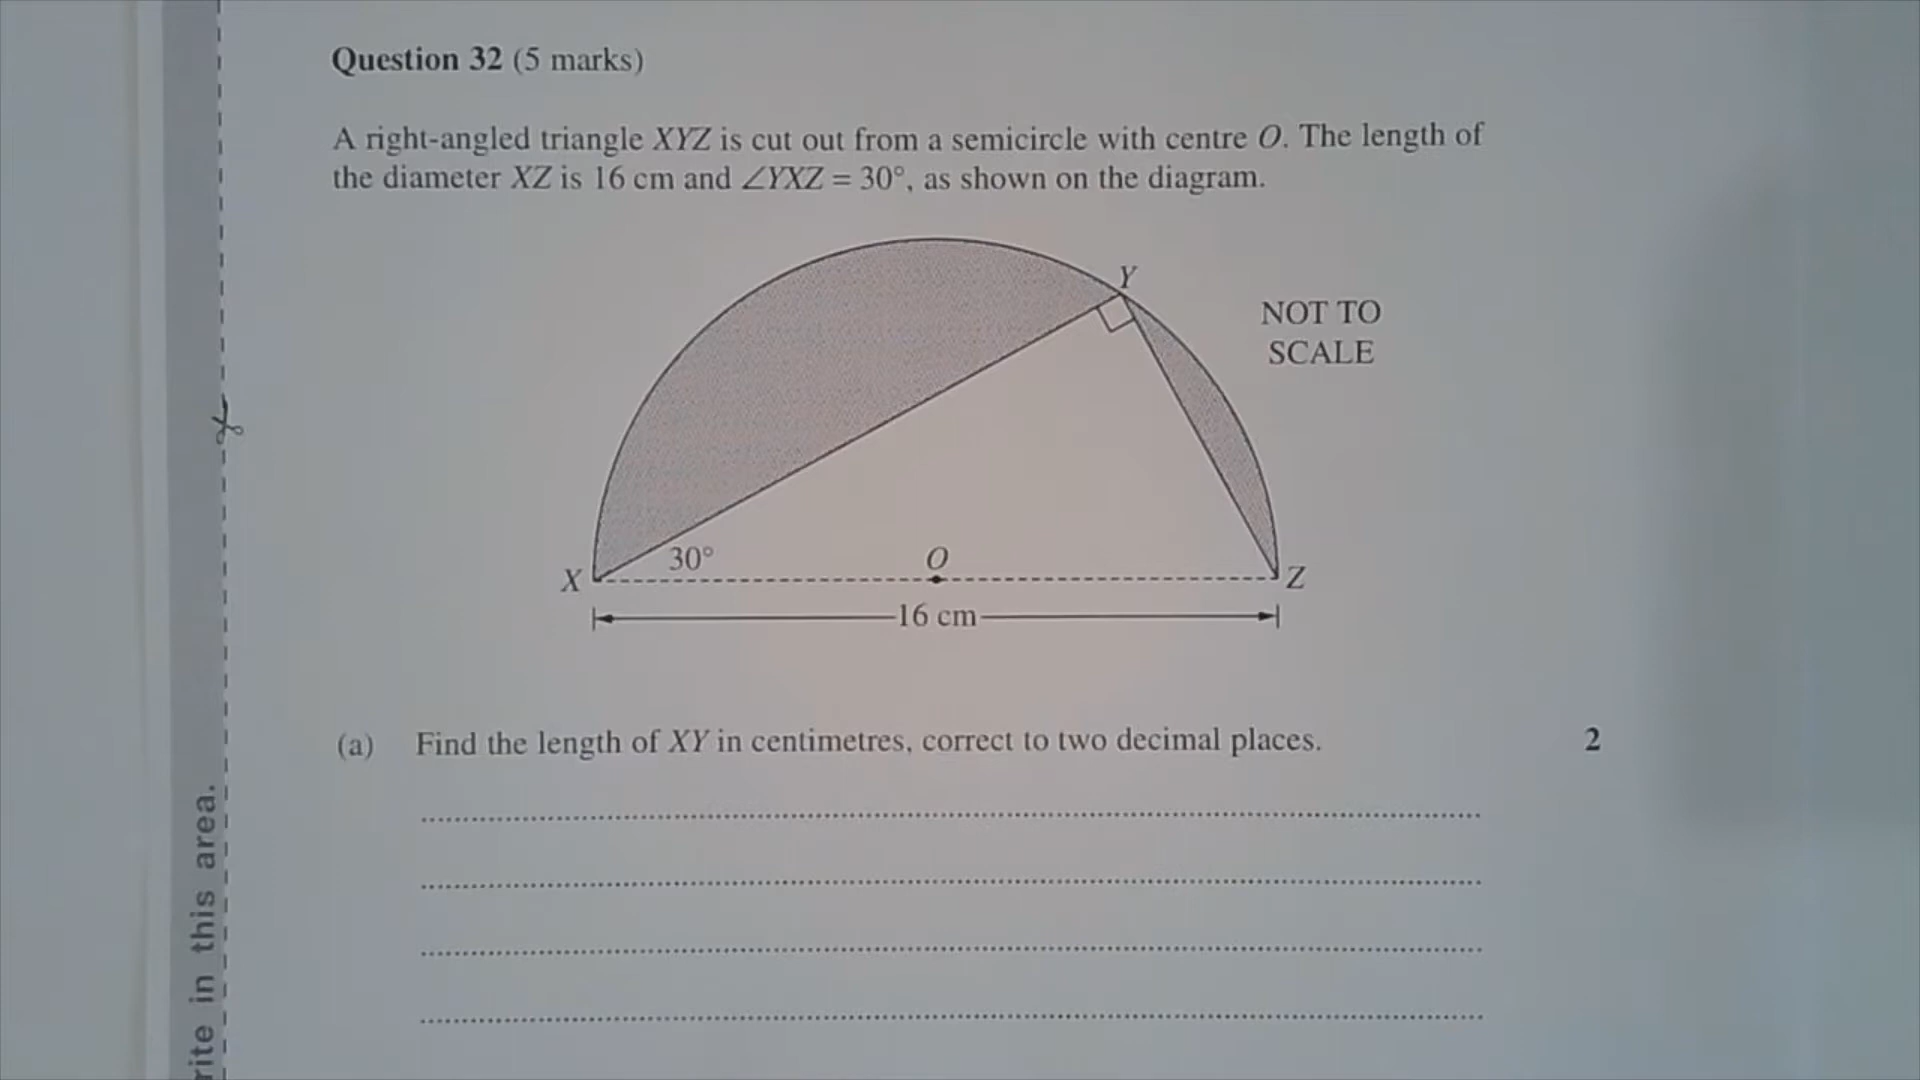 Question 32 (5 marks)
A right-angled triangle XYZ is cut out from a semicircle with centre O. The length of
the diameter XZ is 16 cm and ∠YXZ = 30°, as shown on the diagram.
Y
NOT TO
SCALE
30°
O
X
Z
16 cm
(a) Find the length of XY in centimetres, correct to two decimal places. 2
rite in this area.